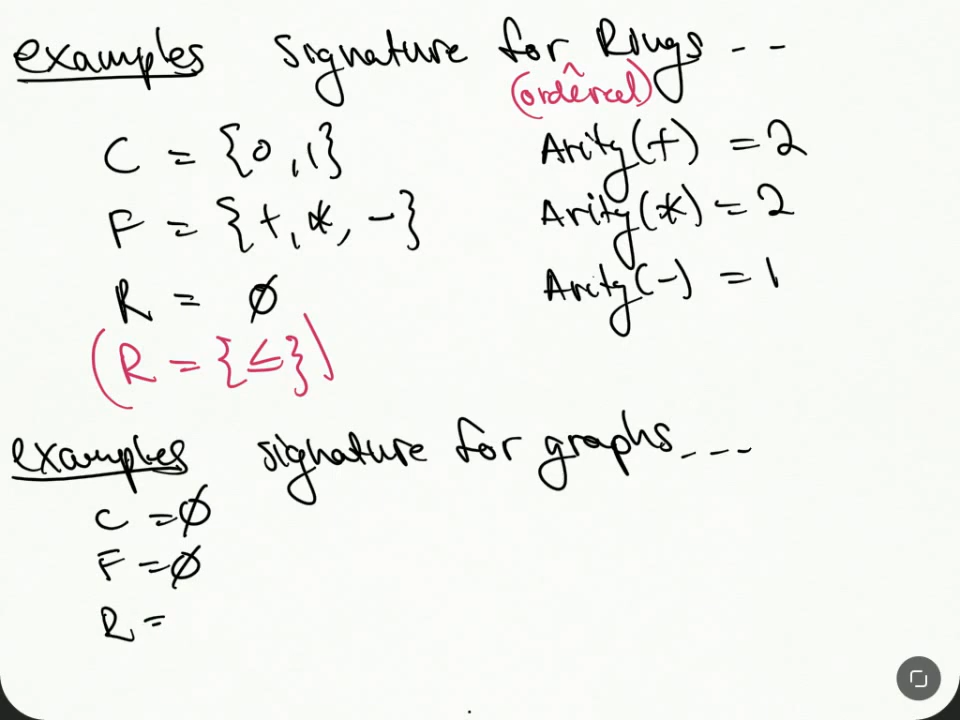 examples signature for Rings --
(ordered)
C = {0,1} Arity(+) = 2
F = {+,*,-} Arity(*) = 2
R = ∅ Arity(-) = 1
(R = {≤})
examples signature for graphs---
C = ∅
F = ∅
R =